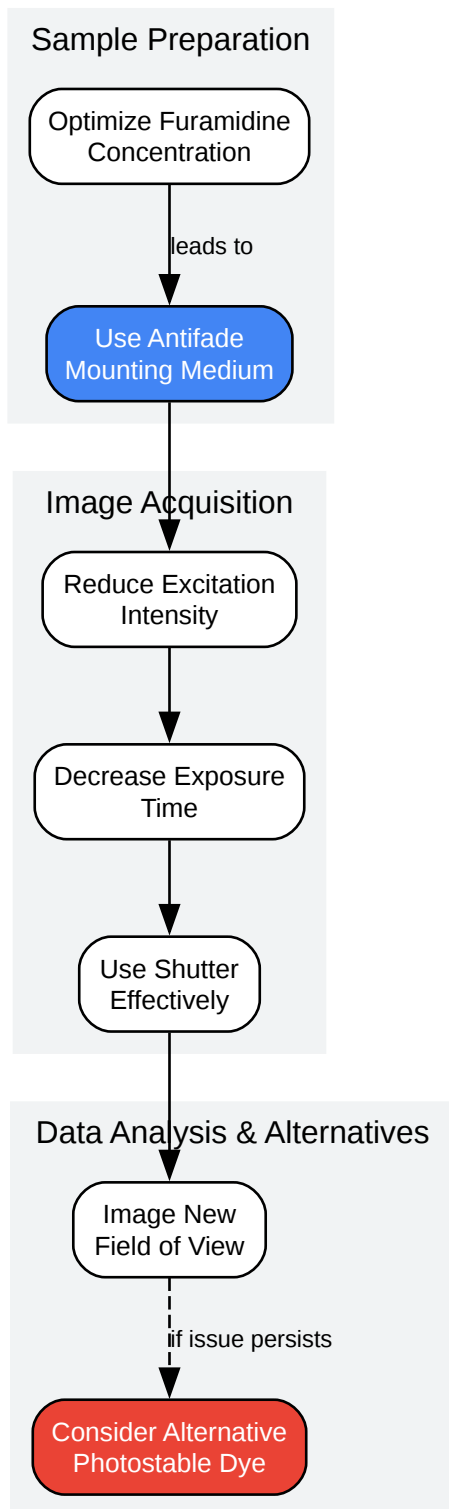 Sample Preparation
Optimize Furamidine
Concentration
leads to
Use Antifade
Mounting Medium
Image Acquisition
Reduce Excitation
Intensity
Decrease Exposure
Time
Use Shutter
Effectively
Data Analysis & Alternatives
Image New
Field of View
if issue persists
Consider Alternative
Photostable Dye